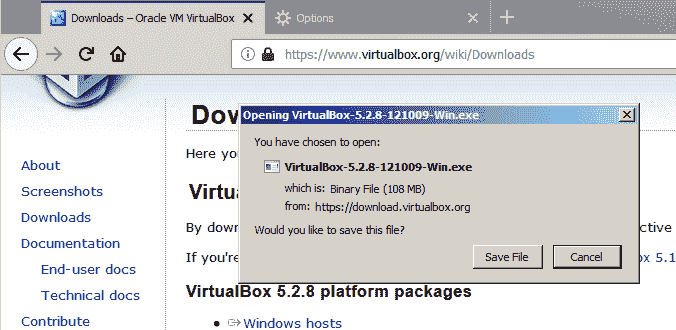 Downloads – Oracle VM VirtualBox
Options
https://www.virtualbox.org/wiki/Downloads
Dow
Opening VirtualBox-5.2.8-121009-Win.exe
You have chosen to open:
Here yo
VirtualBox-5.2.8-121009-Win.exe
About
which is: Binary File (108 MB)
Screenshots
Virtu
from: https://download.virtualbox.org
Downloads
By down
ctive
Would you like to save this file?
Documentation
If you're
5.1
Save File
Cancel
End-user docs
VirtualBox 5.2.8 platform packages
Technical docs
Contribute
Windows hosts